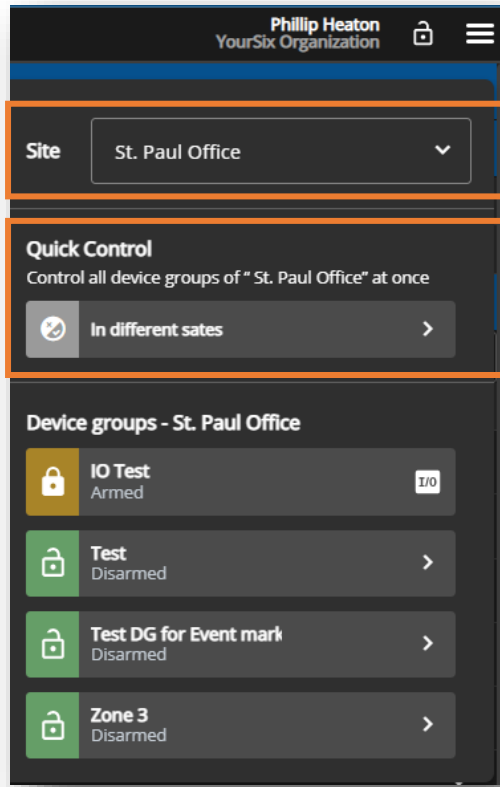 Phillip Heaton
YourSix Organization
Site
St. Paul Office
Quick Control
Control all device groups of “ St. Paul Office” at once
In different sates
Device groups - St. Paul Office
IO Test
Armed
I/O
Test
Disarmed
Test DG for Event mark
Disarmed
Zone 3
Disarmed